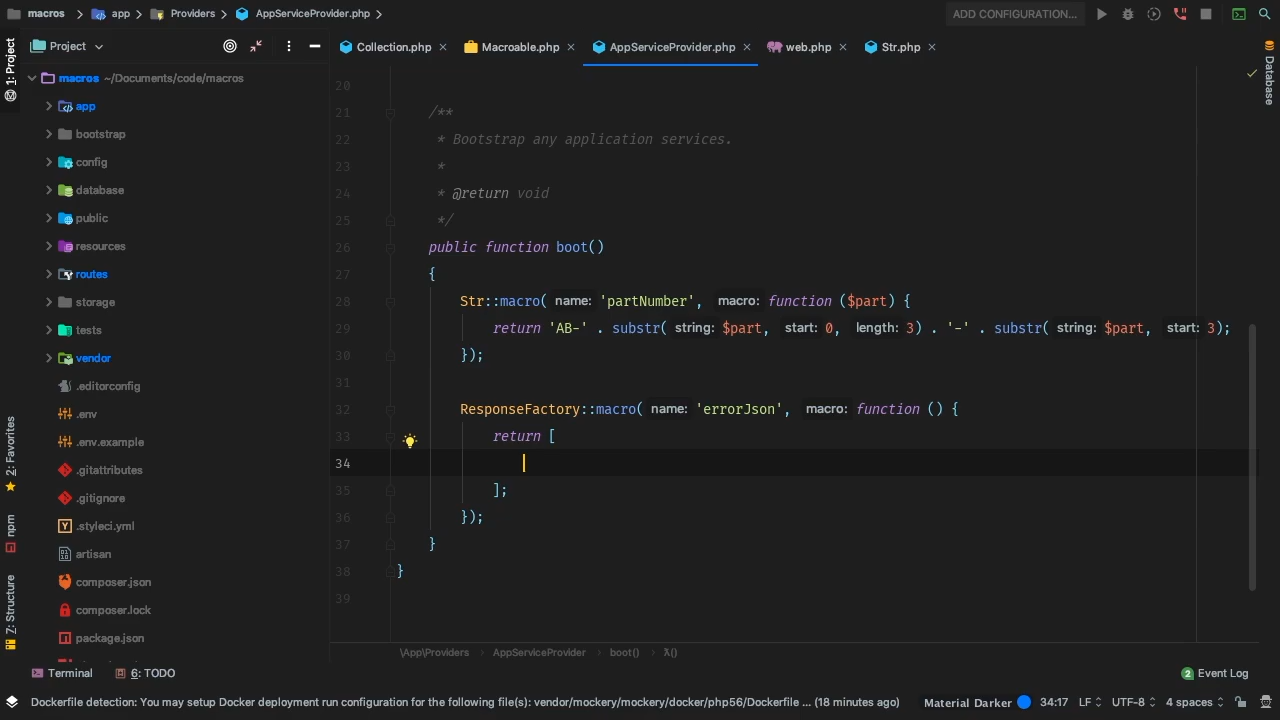 macros > app > Providers > AppServiceProvider.php >
ADD CONFIGURATION...
1: Project
Project
Collection.php
Macroable.php
AppServiceProvider.php
web.php
Str.php
Database
macros ~/Documents/code/macros
app
bootstrap
config
database
public
resources
routes
storage
tests
vendor
.editorconfig
.env
.env.example
.gitattributes
.gitignore
.styleci.yml
artisan
composer.json
composer.lock
package.json
2: Favorites
npm
7: Structure
20
21 /**
22 * Bootstrap any application services.
23 *
24 * @return void
25 */
26 public function boot()
27 {
28 Str::macro( name: 'partNumber', macro: function ($part) {
29 return 'AB-' . substr( string: $part, start: 0, length: 3) . '-' . substr( string: $part, start: 3);
30 });
31
32 ResponseFactory::macro( name: 'errorJson', macro: function () {
33 return [
34
35 ];
36 });
37 }
38 }
39
\App\Providers > AppServiceProvider > boot() > λ()
Terminal
6: TODO
2 Event Log
Dockerfile detection: You may setup Docker deployment run configuration for the following file(s): vendor/mockery/mockery/docker/php56/Dockerfile ... (18 minutes ago)
Material Darker
34:17 LF UTF-8 4 spaces